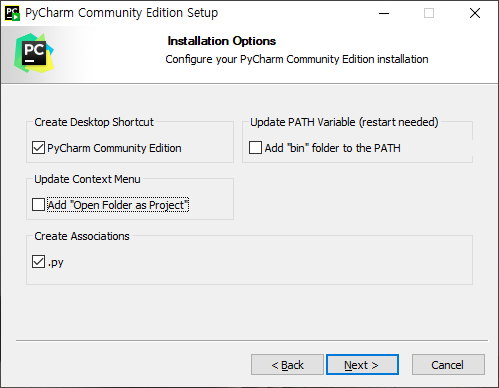 PyCharm Community Edition Setup
PC
Installation Options
Configure your PyCharm Community Edition installation
Create Desktop Shortcut
PyCharm Community Edition
Update PATH Variable (restart needed)
Add "bin" folder to the PATH
Update Context Menu
Add "Open Folder as Project"
Create Associations
.py
< Back
Next >
Cancel